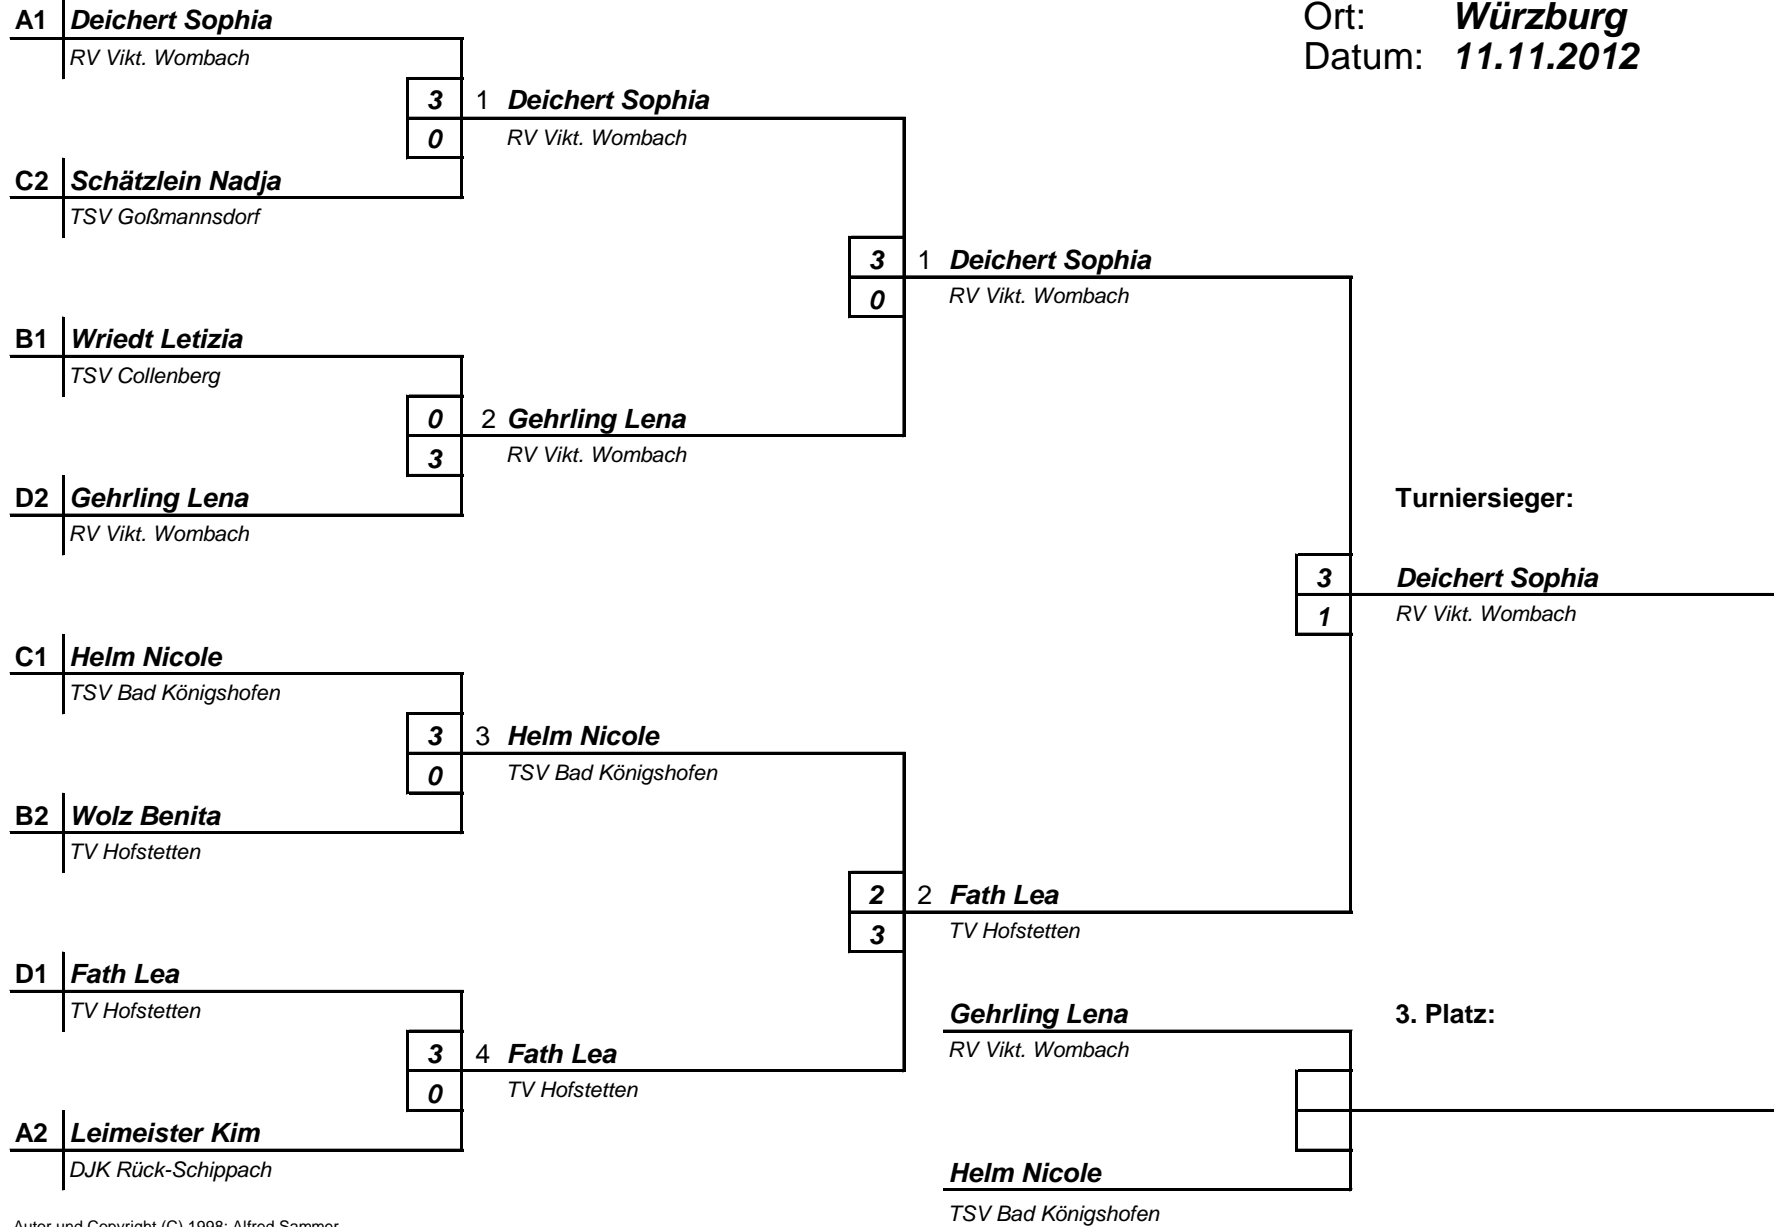 Ort: Würzburg
Datum: 11.11.2012
A1 Deichert Sophia
RV Vikt. Wombach
3 1 Deichert Sophia
0 RV Vikt. Wombach
C2 Schätzlein Nadja
TSV Goßmannsdorf
3 1 Deichert Sophia
0 RV Vikt. Wombach
B1 Wriedt Letizia
TSV Collenberg
0 2 Gehrling Lena
3 RV Vikt. Wombach
D2 Gehrling Lena
RV Vikt. Wombach
Turniersieger:
3 Deichert Sophia
1 RV Vikt. Wombach
C1 Helm Nicole
TSV Bad Königshofen
3 3 Helm Nicole
0 TSV Bad Königshofen
B2 Wolz Benita
TV Hofstetten
2 2 Fath Lea
3 TV Hofstetten
D1 Fath Lea
TV Hofstetten
3 4 Fath Lea
0 TV Hofstetten
A2 Leimeister Kim
DJK Rück-Schippach
Gehrling Lena
RV Vikt. Wombach
3. Platz:
Helm Nicole
TSV Bad Königshofen
Autor und Copyright (C) 1998: Alfred Sammer